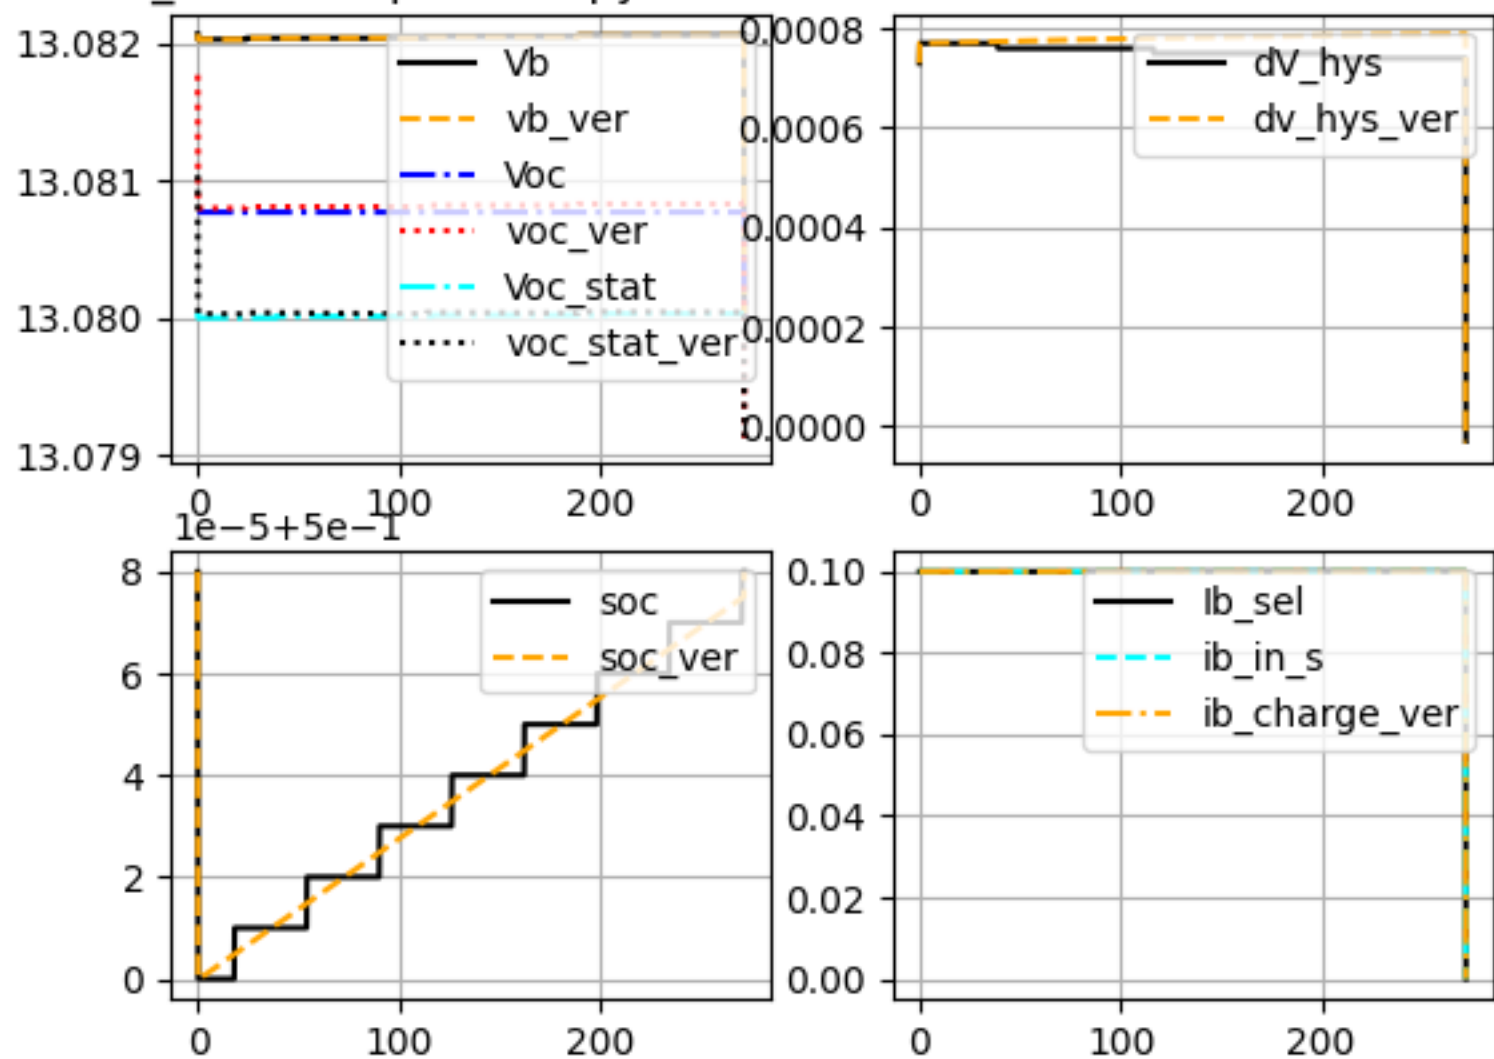 13.082
13.081
13.080
13.079
0
100
200
Vb
vb_ver
Voc
voc_ver
Voc_stat
voc_stat_ver
0.0008
0.0006
0.0004
0.0002
0.0000
0
100
200
dV_hys
dv_hys_ver
1e−5+5e−1
8
6
4
2
0
0
100
200
soc
soc_ver
0.10
0.08
0.06
0.04
0.02
0.00
0
100
200
Ib_sel
ib_in_s
ib_charge_ver